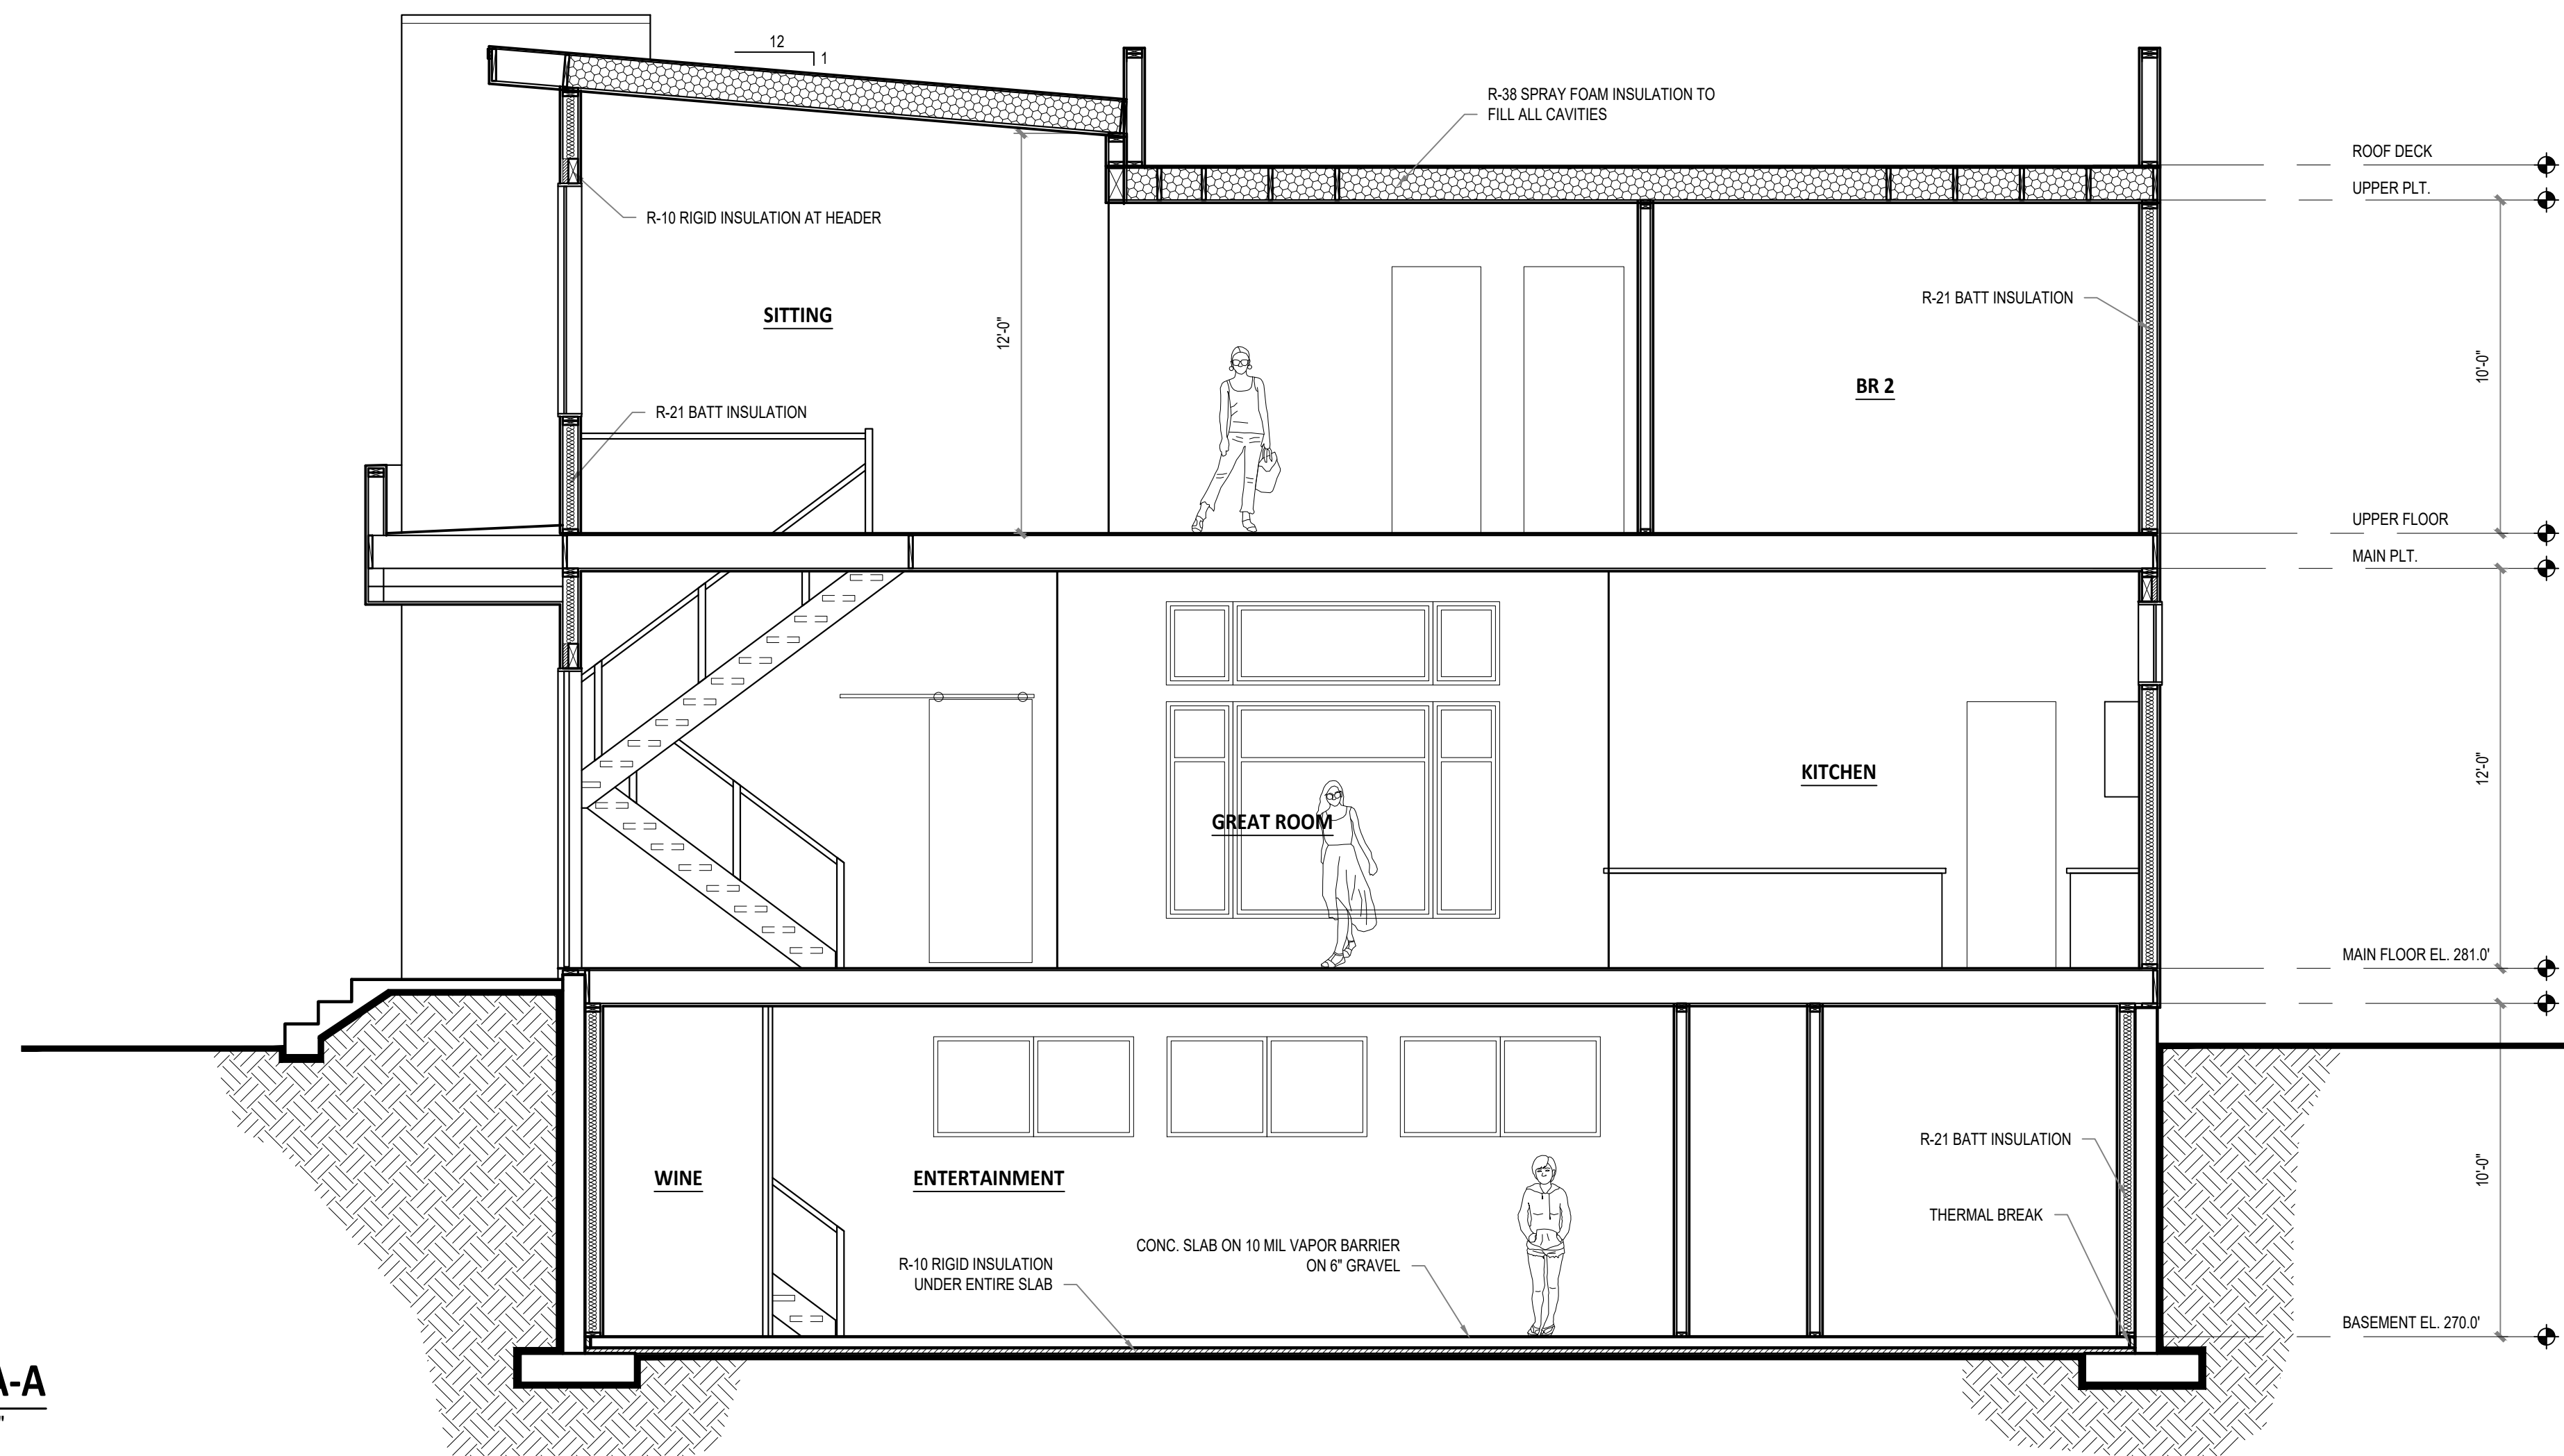 12
1
R-38 SPRAY FOAM INSULATION TO
FILL ALL CAVITIES
ROOF DECK
UPPER PLT.
R-10 RIGID INSULATION AT HEADER
SITTING
12'-0"
R-21 BATT INSULATION
10'-0"
BR 2
R-21 BATT INSULATION
UPPER FLOOR
MAIN PLT.
KITCHEN
12'-0"
GREAT ROOM
MAIN FLOOR EL. 281.0'
R-21 BATT INSULATION
WINE
ENTERTAINMENT
10'-0"
THERMAL BREAK
CONC. SLAB ON 10 MIL VAPOR BARRIER
ON 6" GRAVEL
R-10 RIGID INSULATION
UNDER ENTIRE SLAB
BASEMENT EL. 270.0'
A-A
"